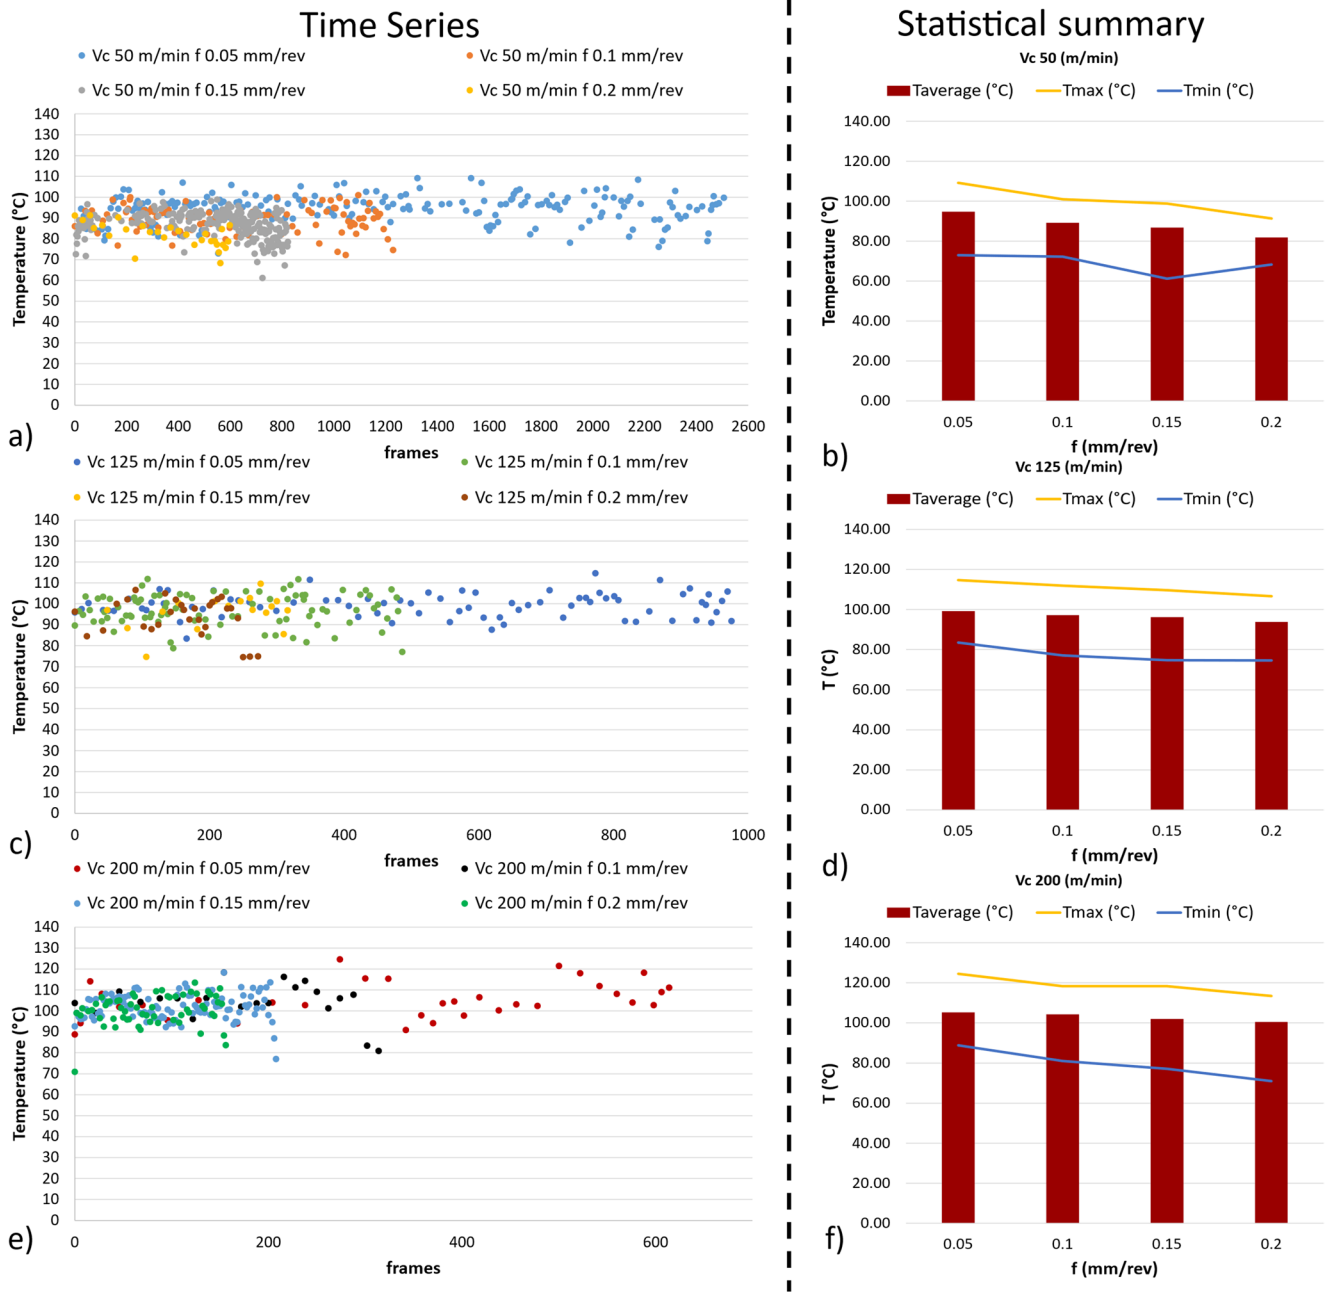 Time Series
Vc 50 m/min f 0.05 mm/rev
Vc 50 m/min f 0.1 mm/rev
Vc 50 m/min f 0.15 mm/rev
Vc 50 m/min f 0.2 mm/rev
140
130
120
110
100
90
80
70
60
50
40
30
20
10
0
Temperature (°C)
0 200 400 600 800 1000 1200 1400 1600 1800 2000 2200 2400 2600
frames
a)
Statistical summary
Vc 50 (m/min)
Taverage (°C) Tmax (°C) Tmin (°C)
140.00
120.00
100.00
80.00
60.00
40.00
20.00
0.00
Temperature (°C)
0.05 0.1 0.15 0.2
f (mm/rev)
b)
Vc 125 m/min f 0.05 mm/rev
Vc 125 m/min f 0.1 mm/rev
Vc 125 m/min f 0.15 mm/rev
Vc 125 m/min f 0.2 mm/rev
140
130
120
110
100
90
80
70
60
50
40
30
20
10
0
Temperature (°C)
0 200 400 600 800 1000
frames
c)
Vc 125 (m/min)
Taverage (°C) Tmax (°C) Tmin (°C)
140.00
120.00
100.00
80.00
60.00
40.00
20.00
0.00
T (°C)
0.05 0.1 0.15 0.2
f (mm/rev)
d)
Vc 200 m/min f 0.05 mm/rev
Vc 200 m/min f 0.1 mm/rev
Vc 200 m/min f 0.15 mm/rev
Vc 200 m/min f 0.2 mm/rev
140
130
120
110
100
90
80
70
60
50
40
30
20
10
0
Temperature (°C)
0 200 400 600
frames
e)
Vc 200 (m/min)
Taverage (°C) Tmax (°C) Tmin (°C)
140.00
120.00
100.00
80.00
60.00
40.00
20.00
0.00
T (°C)
0.05 0.1 0.15 0.2
f (mm/rev)
f)